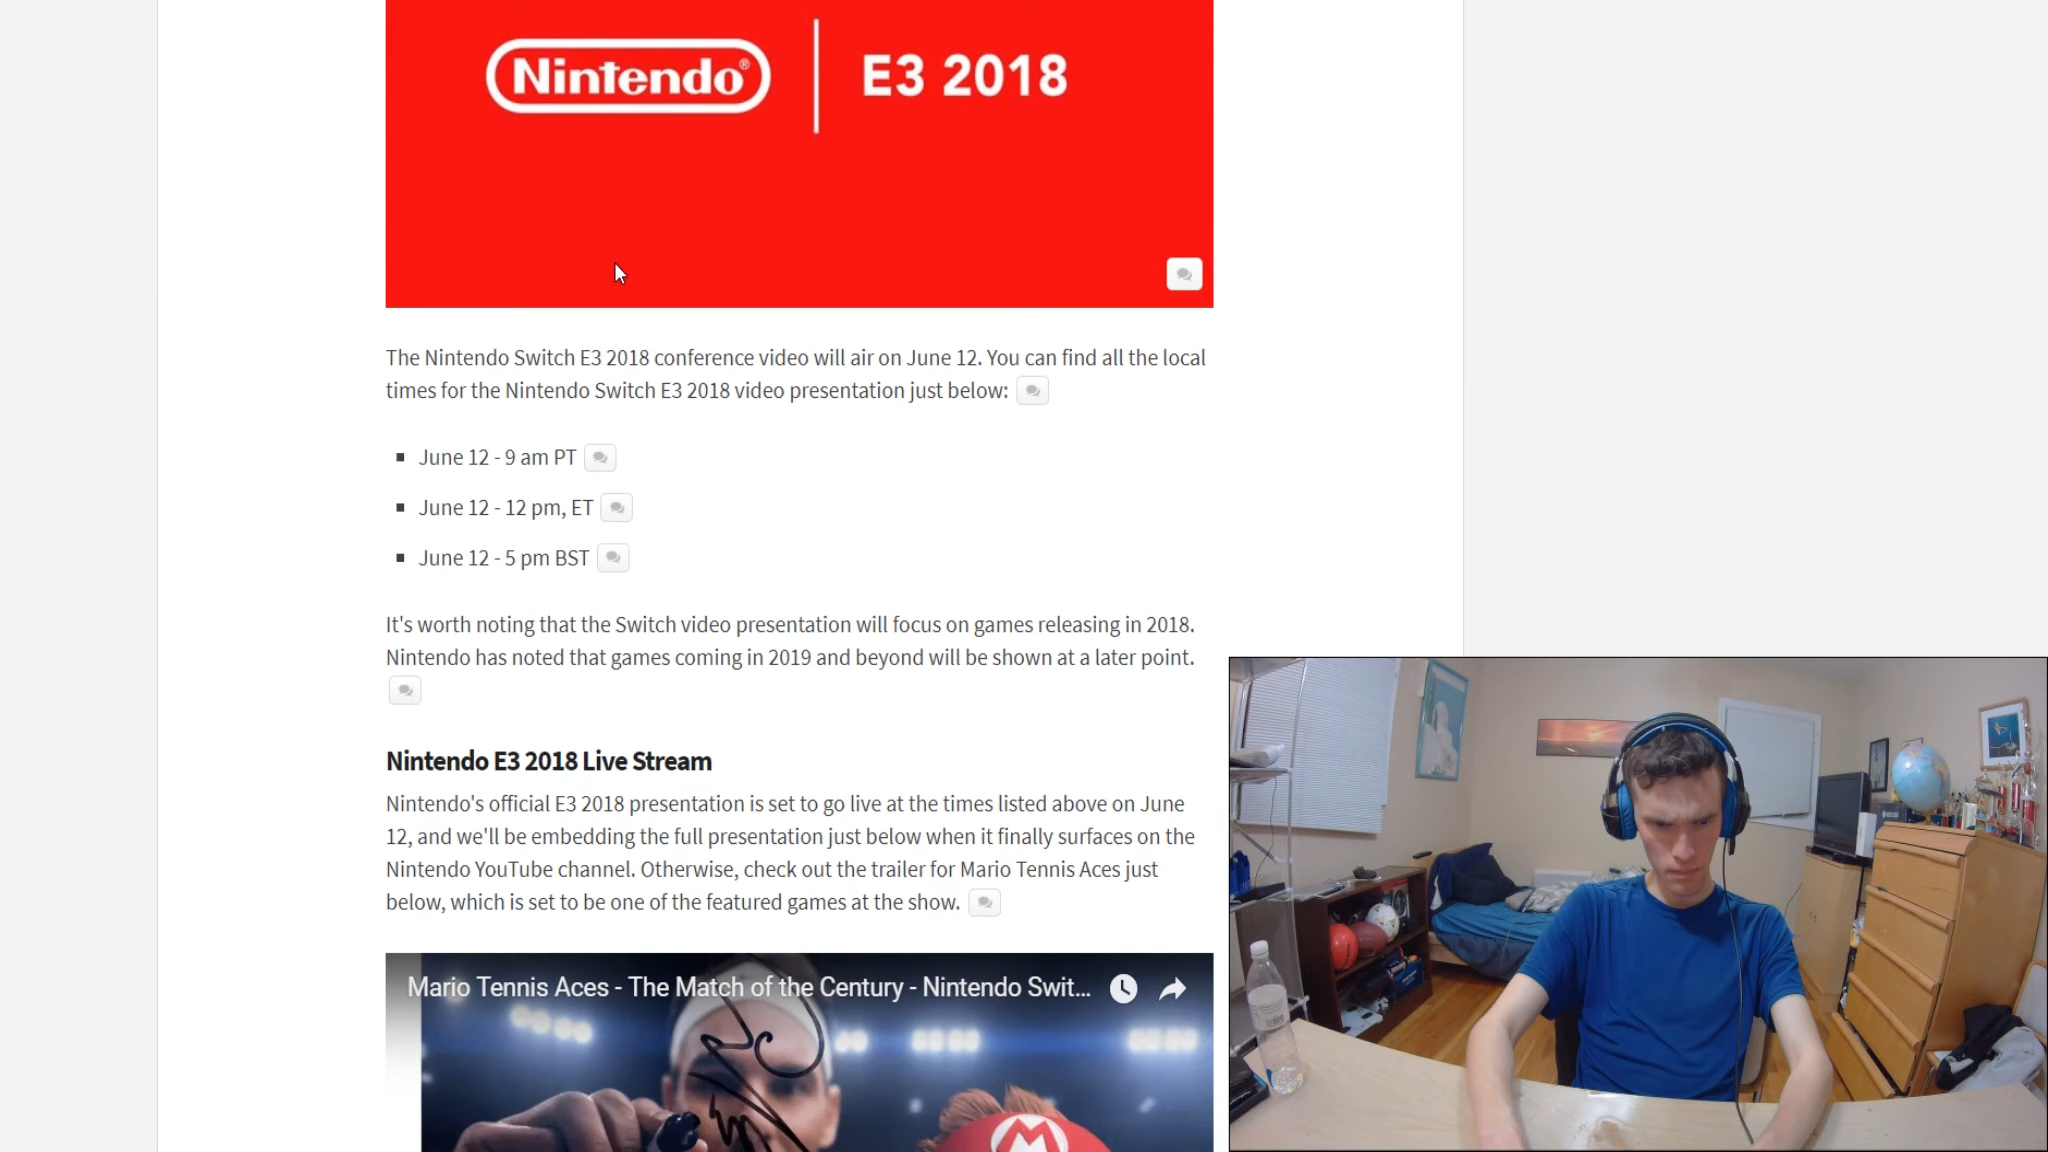 Nintendo® E3 2018
The Nintendo Switch E3 2018 conference video will air on June 12. You can find all the local
times for the Nintendo Switch E3 2018 video presentation just below:
June 12 - 9 am PT
June 12 - 12 pm, ET
June 12 - 5 pm BST
It's worth noting that the Switch video presentation will focus on games releasing in 2018.
Nintendo has noted that games coming in 2019 and beyond will be shown at a later point.
Nintendo E3 2018 Live Stream
Nintendo's official E3 2018 presentation is set to go live at the times listed above on June
12, and we'll be embedding the full presentation just below when it finally surfaces on the
Nintendo YouTube channel. Otherwise, check out the trailer for Mario Tennis Aces just
below, which is set to be one of the featured games at the show.
Mario Tennis Aces - The Match of the Century - Nintendo Swit...
M